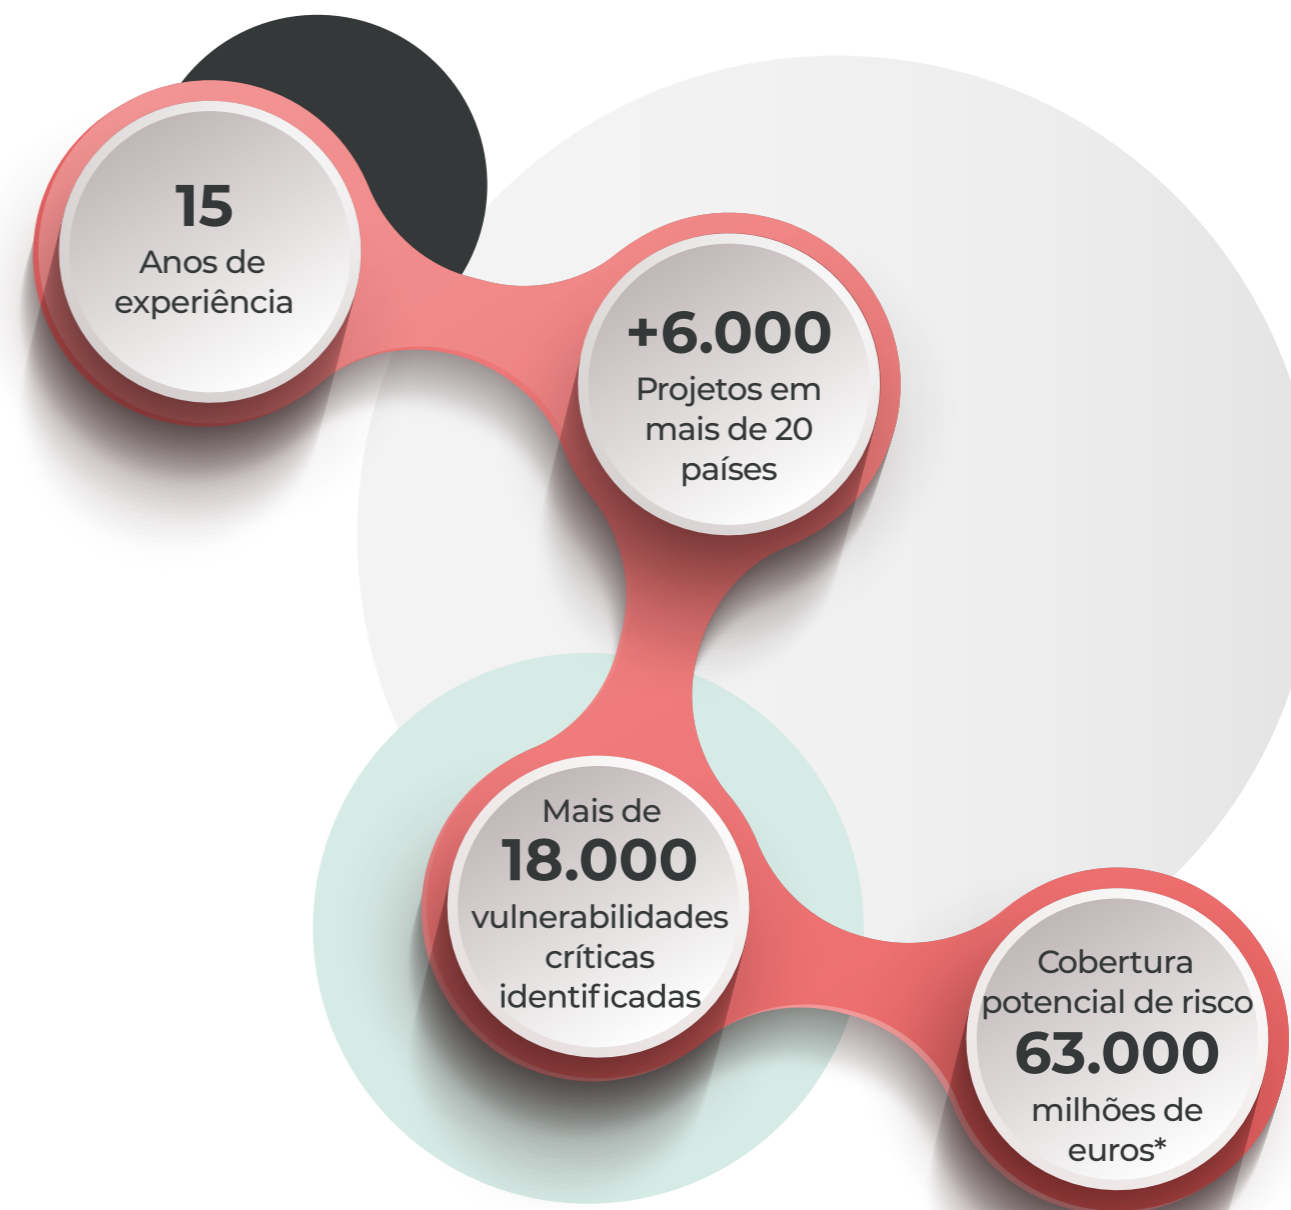 15
Anos de
experiência
+6.000
Projetos em
mais de 20
países
Mais de
18.000
vulnerabilidades
críticas
identificadas
Cobertura
potencial de risco
63.000
milhões de
euros*